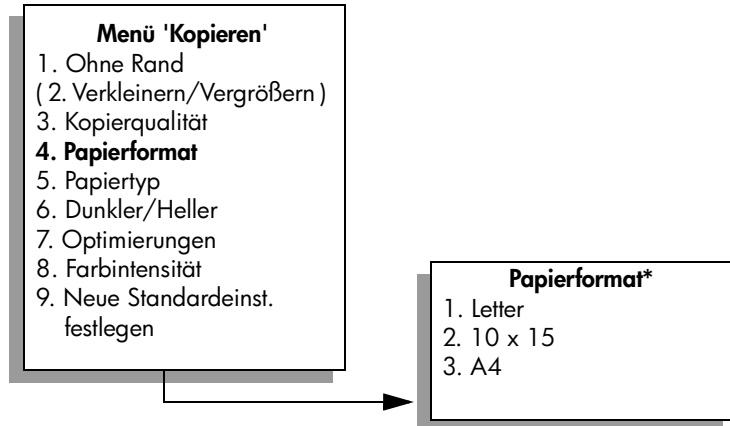 Menü 'Kopieren'
1. Ohne Rand
( 2. Verkleinern/Vergrößern )
3. Kopierqualität
4. Papierformat
5. Papiertyp
6. Dunkler/Heller
7. Optimierungen
8. Farbintensität
9. Neue Standardeinst.
festlegen
Papierformat*
1. Letter
2. 10 x 15
3. A4